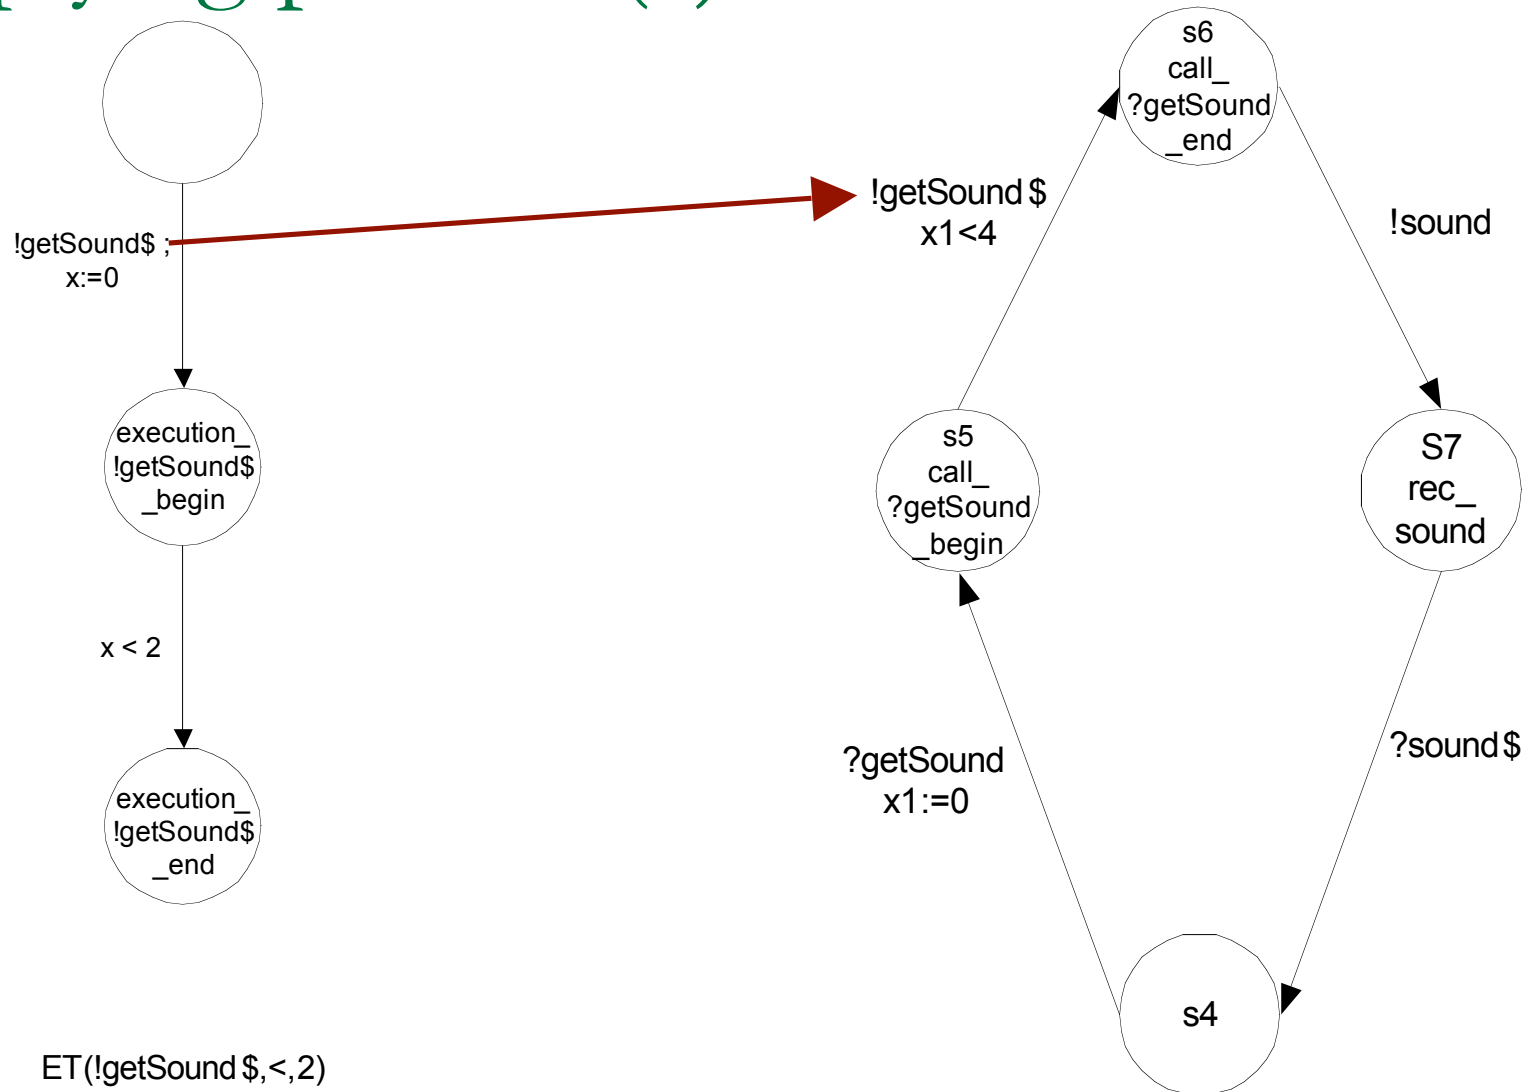 !getSound$ ;
x:=0
execution_
!getSound$
_begin
x < 2
execution_
!getSound$
_end
ET(!getSound$,<,2)
s6
call_
?getSound
_end
!getSound$
x1<4
!sound
s5
call_
?getSound
_begin
S7
rec_
sound
?getSound
x1:=0
?sound$
s4